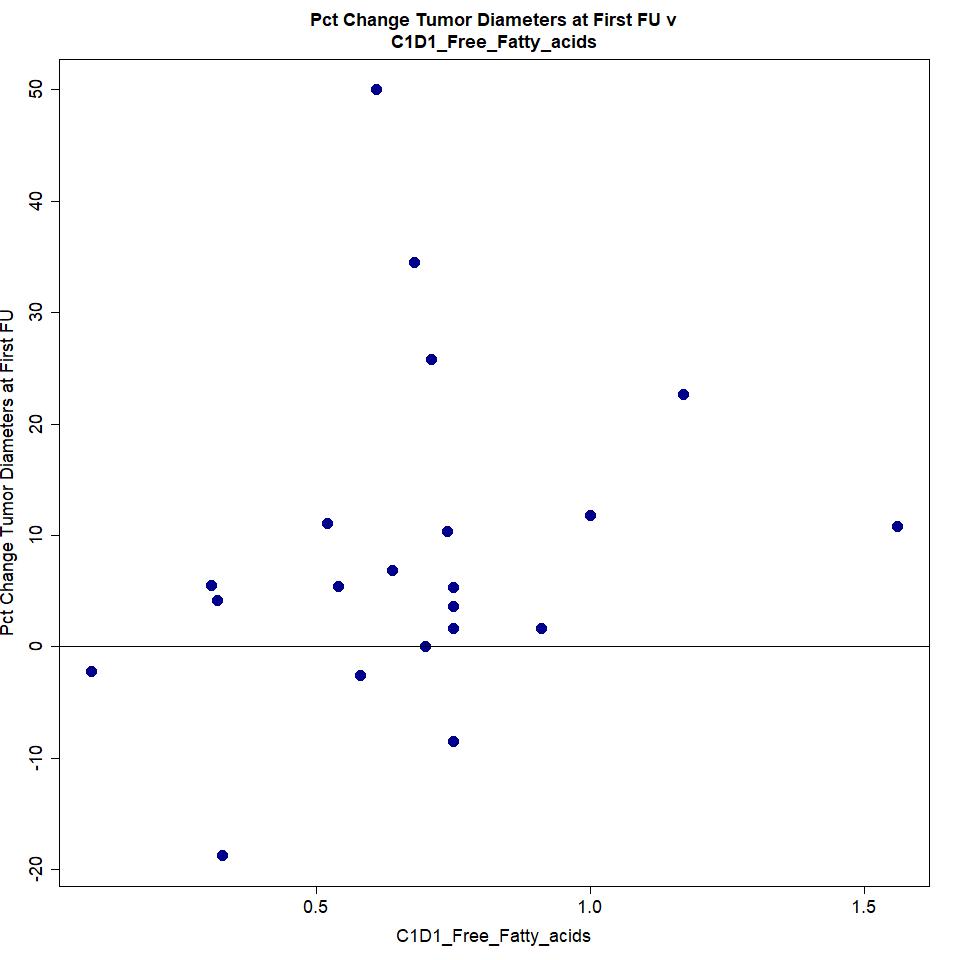 Pct Change Tumor Diameters at First FU v
C1D1_Free_Fatty_acids
50
40
30
20
10
0
-10
-20
Pct Change Tumor Diameters at First FU
0.5
1.0
1.5
C1D1_Free_Fatty_acids